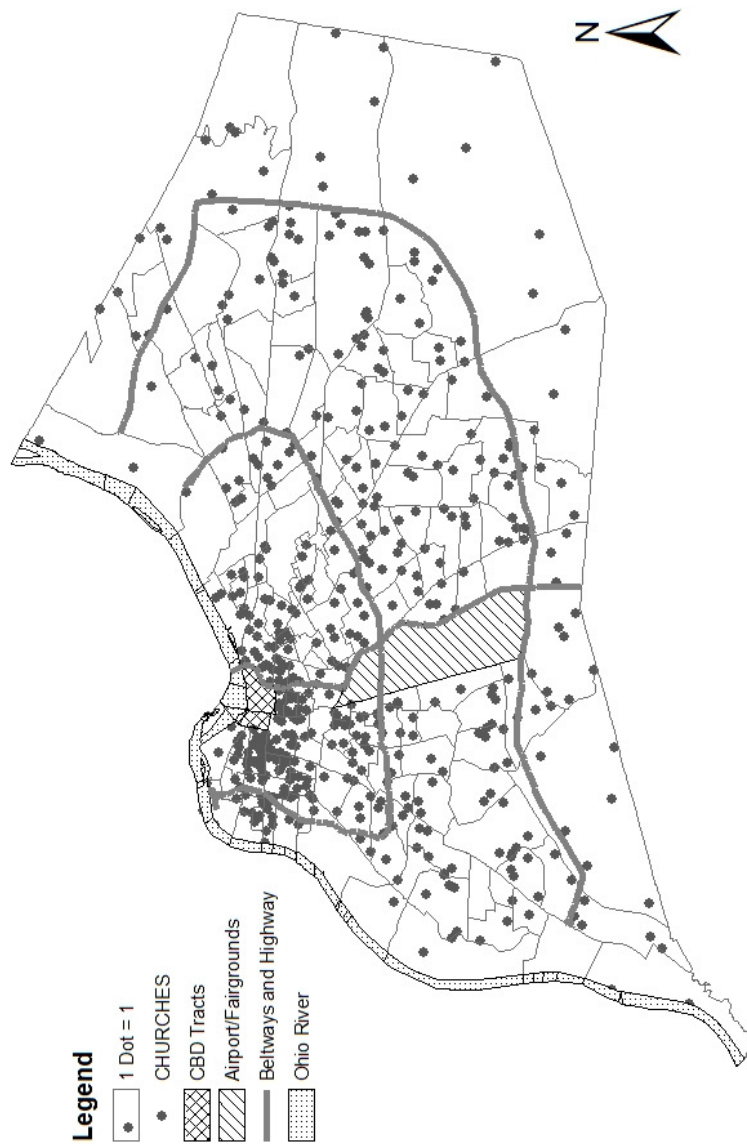 Legend
1 Dot = 1
CHURCHES
CBD Tracts
Airport/Fairgrounds
Beltways and Highway
Ohio River
N